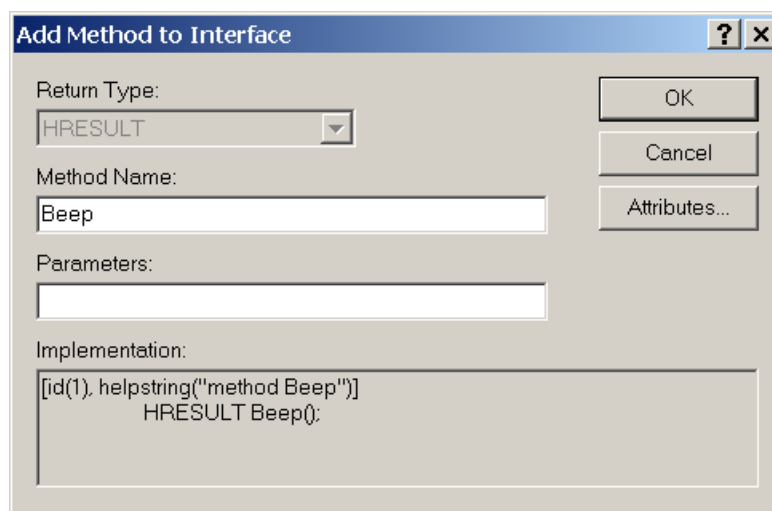 Add Method to Interface
Return Type:
HRESULT
OK
Cancel
Method Name:
Beep
Attributes...
Parameters:
Implementation:
[id(1), helpstring("method Beep")]
HRESULT Beep();